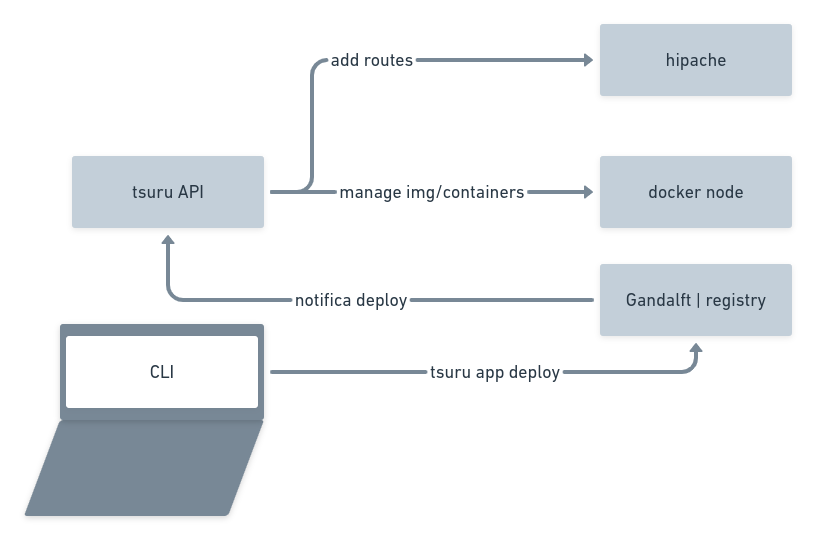 add routes
hipache
tsuru API
manage img/containers
docker node
notifica deploy
Gandalft | registry
CLI
tsuru app deploy